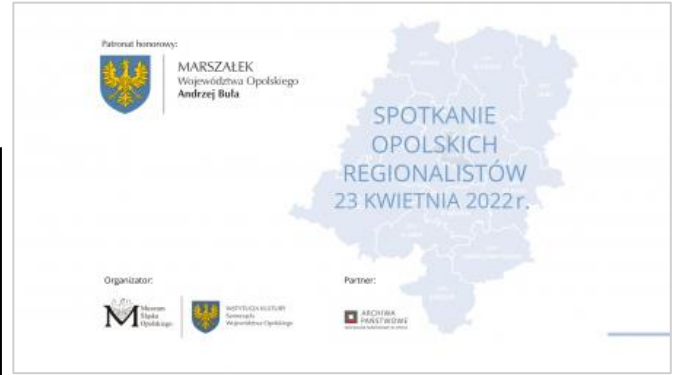 Patronat honorowy:
MARSZAŁEK
Województwa Opolskiego
Andrzej Buła
SPOTKANIE
OPOLSKICH
REGIONALISTÓW
23 KWIETNIA 2022 r.
Organizator:
Muzeum
Śląska
Opolskiego
INSTYTUCJA KULTURY
Samorządu
Województwa Opolskiego
Partner:
ARCHIWA
PAŃSTWOWE